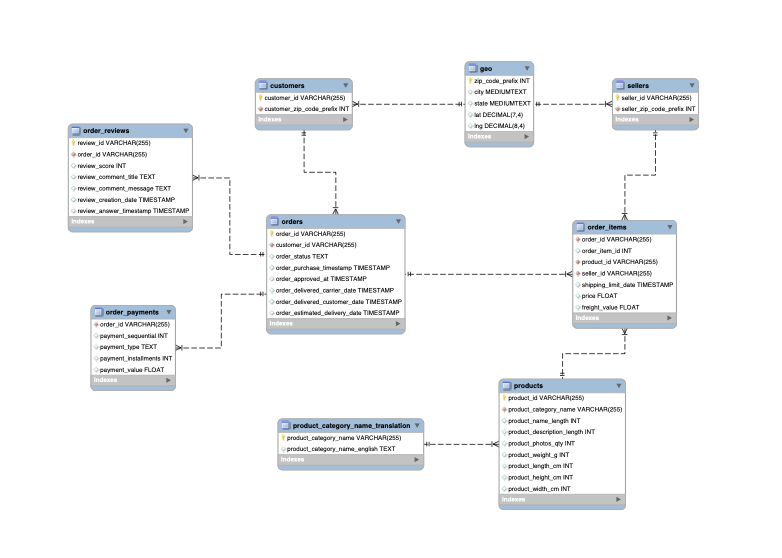 geo
zip_code_prefix INT
city MEDIUMTEXT
state MEDIUMTEXT
lat DECIMAL(7,4)
lng DECIMAL(8,4)
Indexes
customers
customer_id VARCHAR(255)
customer_zip_code_prefix INT
Indexes
sellers
seller_id VARCHAR(255)
seller_zip_code_prefix INT
Indexes
order_reviews
review_id VARCHAR(255)
order_id VARCHAR(255)
review_score INT
review_comment_title TEXT
review_comment_message TEXT
review_creation_date TIMESTAMP
review_answer_timestamp TIMESTAMP
Indexes
orders
order_id VARCHAR(255)
customer_id VARCHAR(255)
order_status TEXT
order_purchase_timestamp TIMESTAMP
order_approved_at TIMESTAMP
order_delivered_carrier_date TIMESTAMP
order_delivered_customer_date TIMESTAMP
order_estimated_delivery_date TIMESTAMP
Indexes
order_items
order_id VARCHAR(255)
order_item_id INT
product_id VARCHAR(255)
seller_id VARCHAR(255)
shipping_limit_date TIMESTAMP
price FLOAT
freight_value FLOAT
Indexes
order_payments
order_id VARCHAR(255)
payment_sequential INT
payment_type TEXT
payment_installments INT
payment_value FLOAT
Indexes
products
product_id VARCHAR(255)
product_category_name VARCHAR(255)
product_name_length INT
product_description_length INT
product_photos_qty INT
product_weight_g INT
product_length_cm INT
product_height_cm INT
product_width_cm INT
Indexes
product_category_name_translation
product_category_name VARCHAR(255)
product_category_name_english TEXT
Indexes